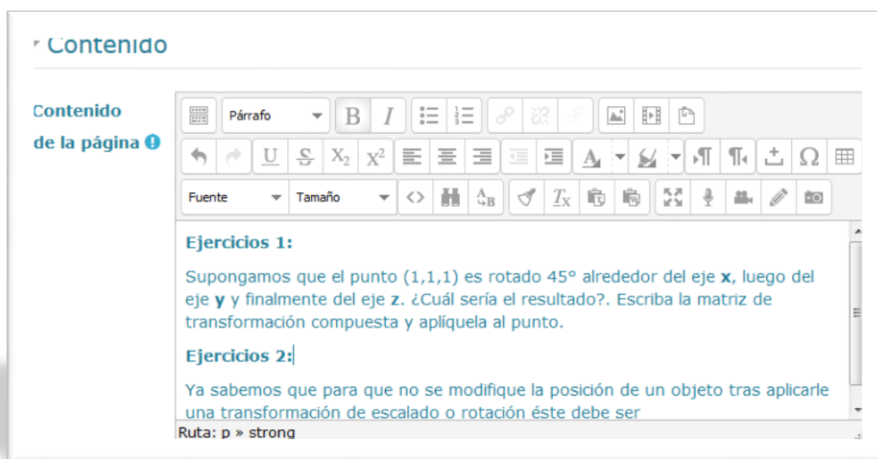 Contenido
Contenido
de la página
Párrafo
B I
U S X₂ X²
Fuente Tamaño
Ejercicios 1:
Supongamos que el punto (1,1,1) es rotado 45° alrededor del eje x, luego del
eje y y finalmente del eje z. ¿Cuál sería el resultado?. Escriba la matriz de
transformación compuesta y aplíquela al punto.
Ejercicios 2:
Ya sabemos que para que no se modifique la posición de un objeto tras aplicarle
una transformación de escalado o rotación éste debe ser
Ruta: p » strong